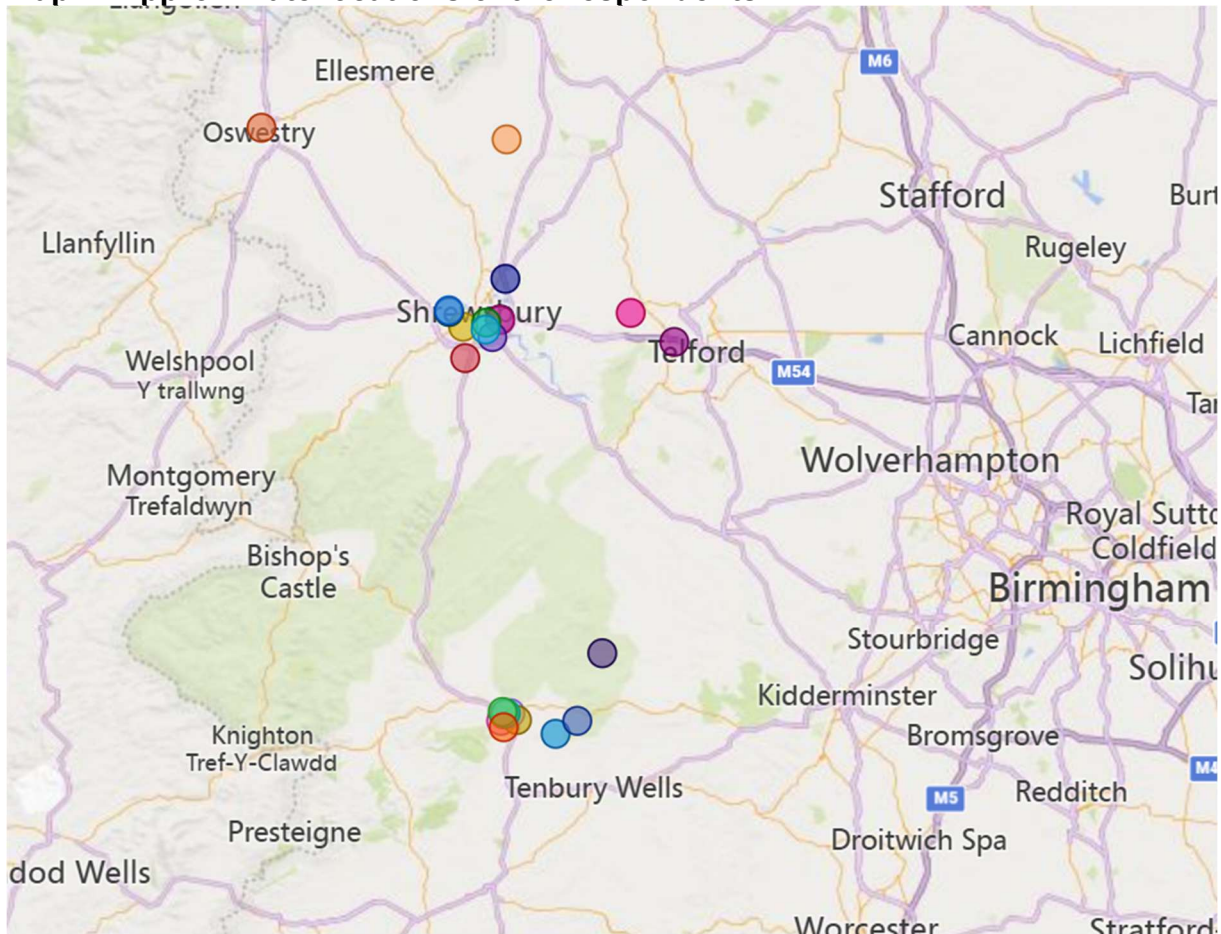 Ellesmere
M6
Oswestry
Stafford
Llanfyllin
Rugeley
Shrewsbury
Telford
Cannock
Lichfield
Welshpool
Y trallwng
M54
Wolverhampton
Montgomery
Trefaldwyn
Royal Sutto
Coldfield
Bishop's
Castle
Birmingham
Stourbridge
Solihu
Kidderminster
Knighton
Tref-Y-Clawdd
Bromsgrove
Tenbury Wells
M5
Redditch
M4
Presteigne
Droitwich Spa
dod Wells
Worcester
Stratford-